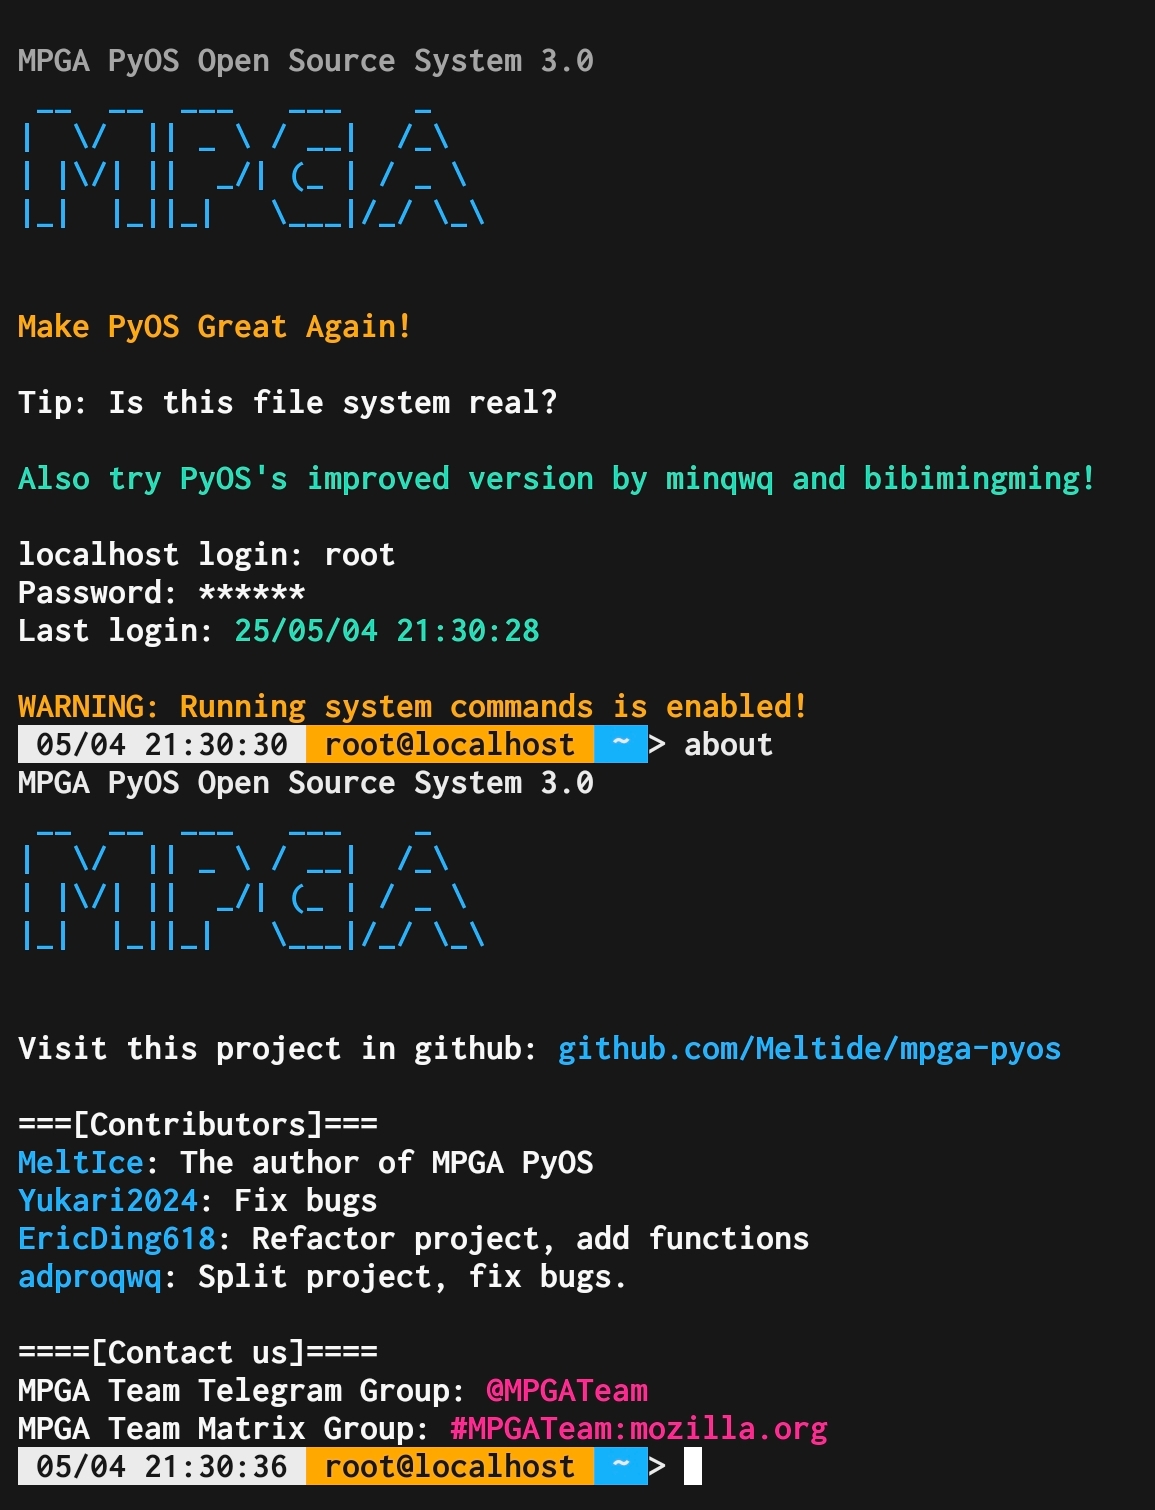 MPGA PyOS Open Source System 3.0
 __  __  ___   ___    _
|  \/  || _ \ / __|  /_\
| |\/| ||  _/| (_ | / _ \
|_|  |_||_|   \___|/_/ \_\
Make PyOS Great Again!
Tip: Is this file system real?
Also try PyOS's improved version by minqwq and bibimingming!
localhost login: root
Password: ******
Last login: 25/05/04 21:30:28
WARNING: Running system commands is enabled!
05/04 21:30:30 root@localhost ~ > about
MPGA PyOS Open Source System 3.0
 __  __  ___   ___    _
|  \/  || _ \ / __|  /_\
| |\/| ||  _/| (_ | / _ \
|_|  |_||_|   \___|/_/ \_\
Visit this project in github: github.com/Meltide/mpga-pyos
===[Contributors]===
MeltIce: The author of MPGA PyOS
Yukari2024: Fix bugs
EricDing618: Refactor project, add functions
adproqwq: Split project, fix bugs.
====[Contact us]====
MPGA Team Telegram Group: @MPGATeam
MPGA Team Matrix Group: #MPGATeam:mozilla.org
05/04 21:30:36 root@localhost ~ >